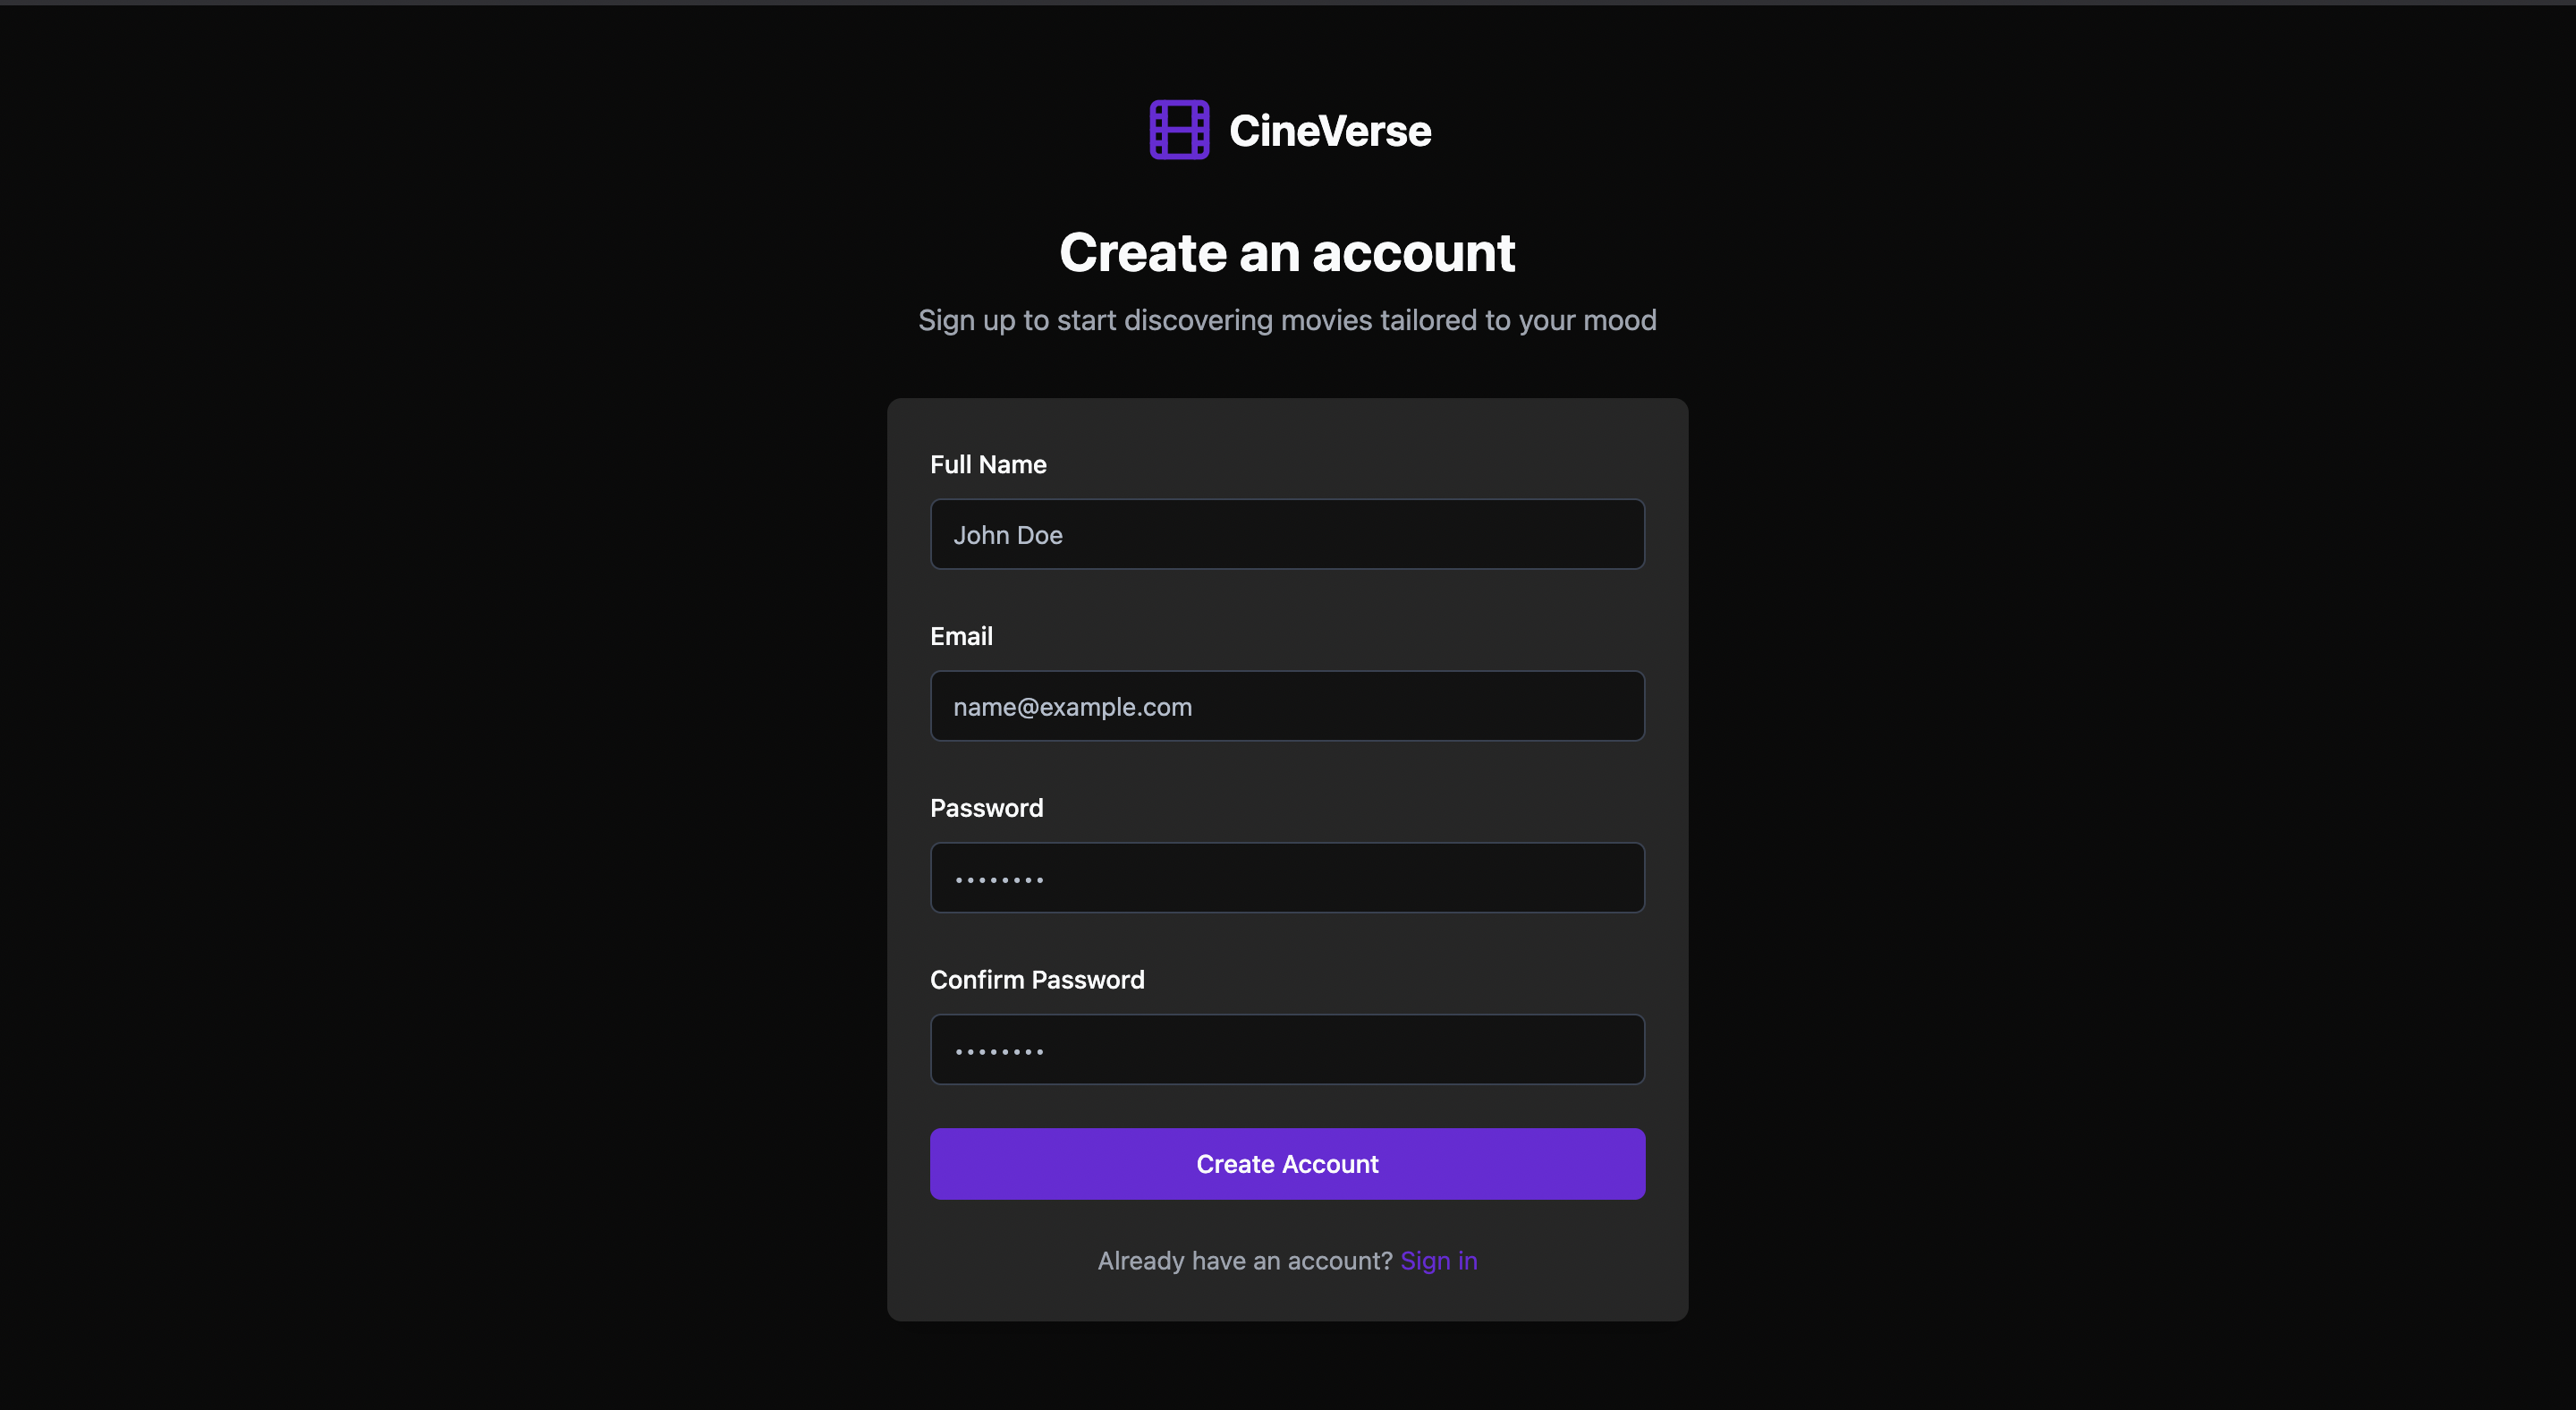 CineVerse
Create an account
Sign up to start discovering movies tailored to your mood
Full Name
John Doe
Email
name@example.com
Password
••••••••
Confirm Password
••••••••
Create Account
Already have an account? Sign in